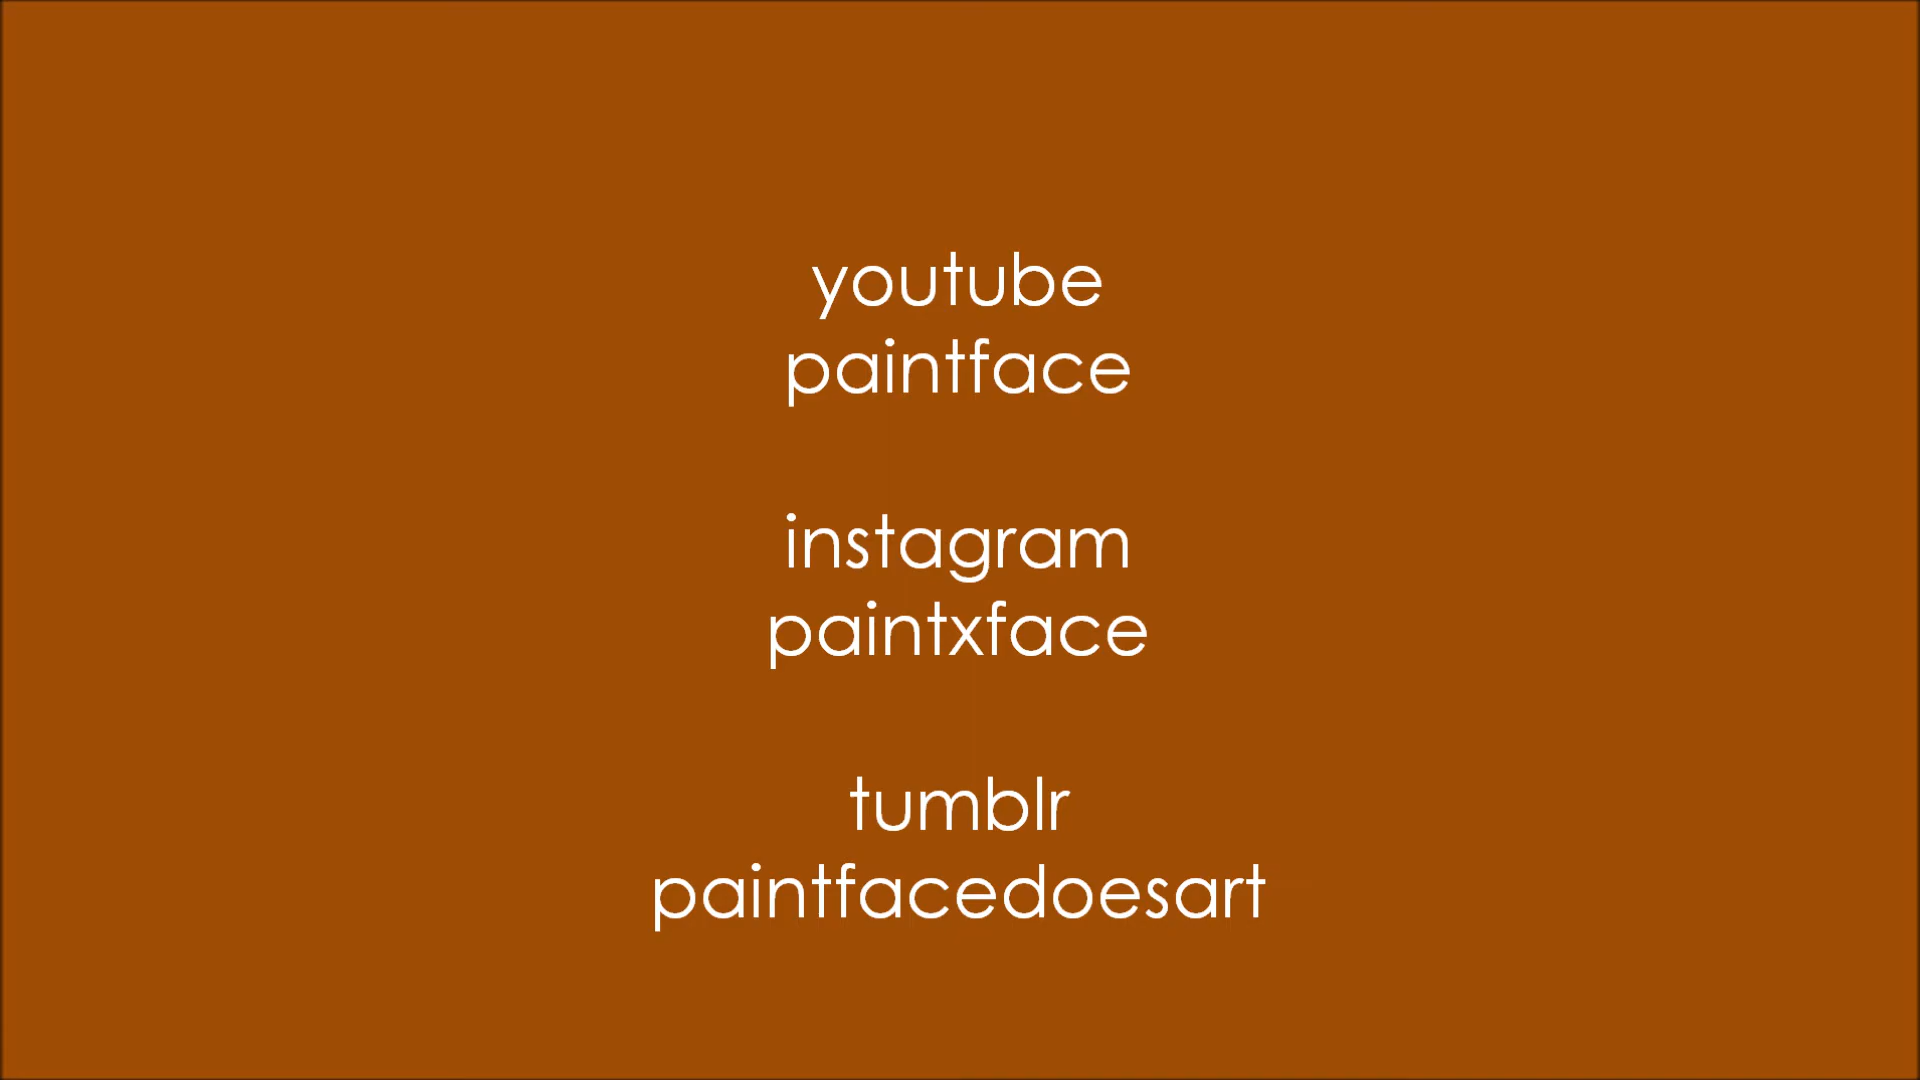 youtube
paintface
instagram
paintxface
tumblr
paintfacedoesart